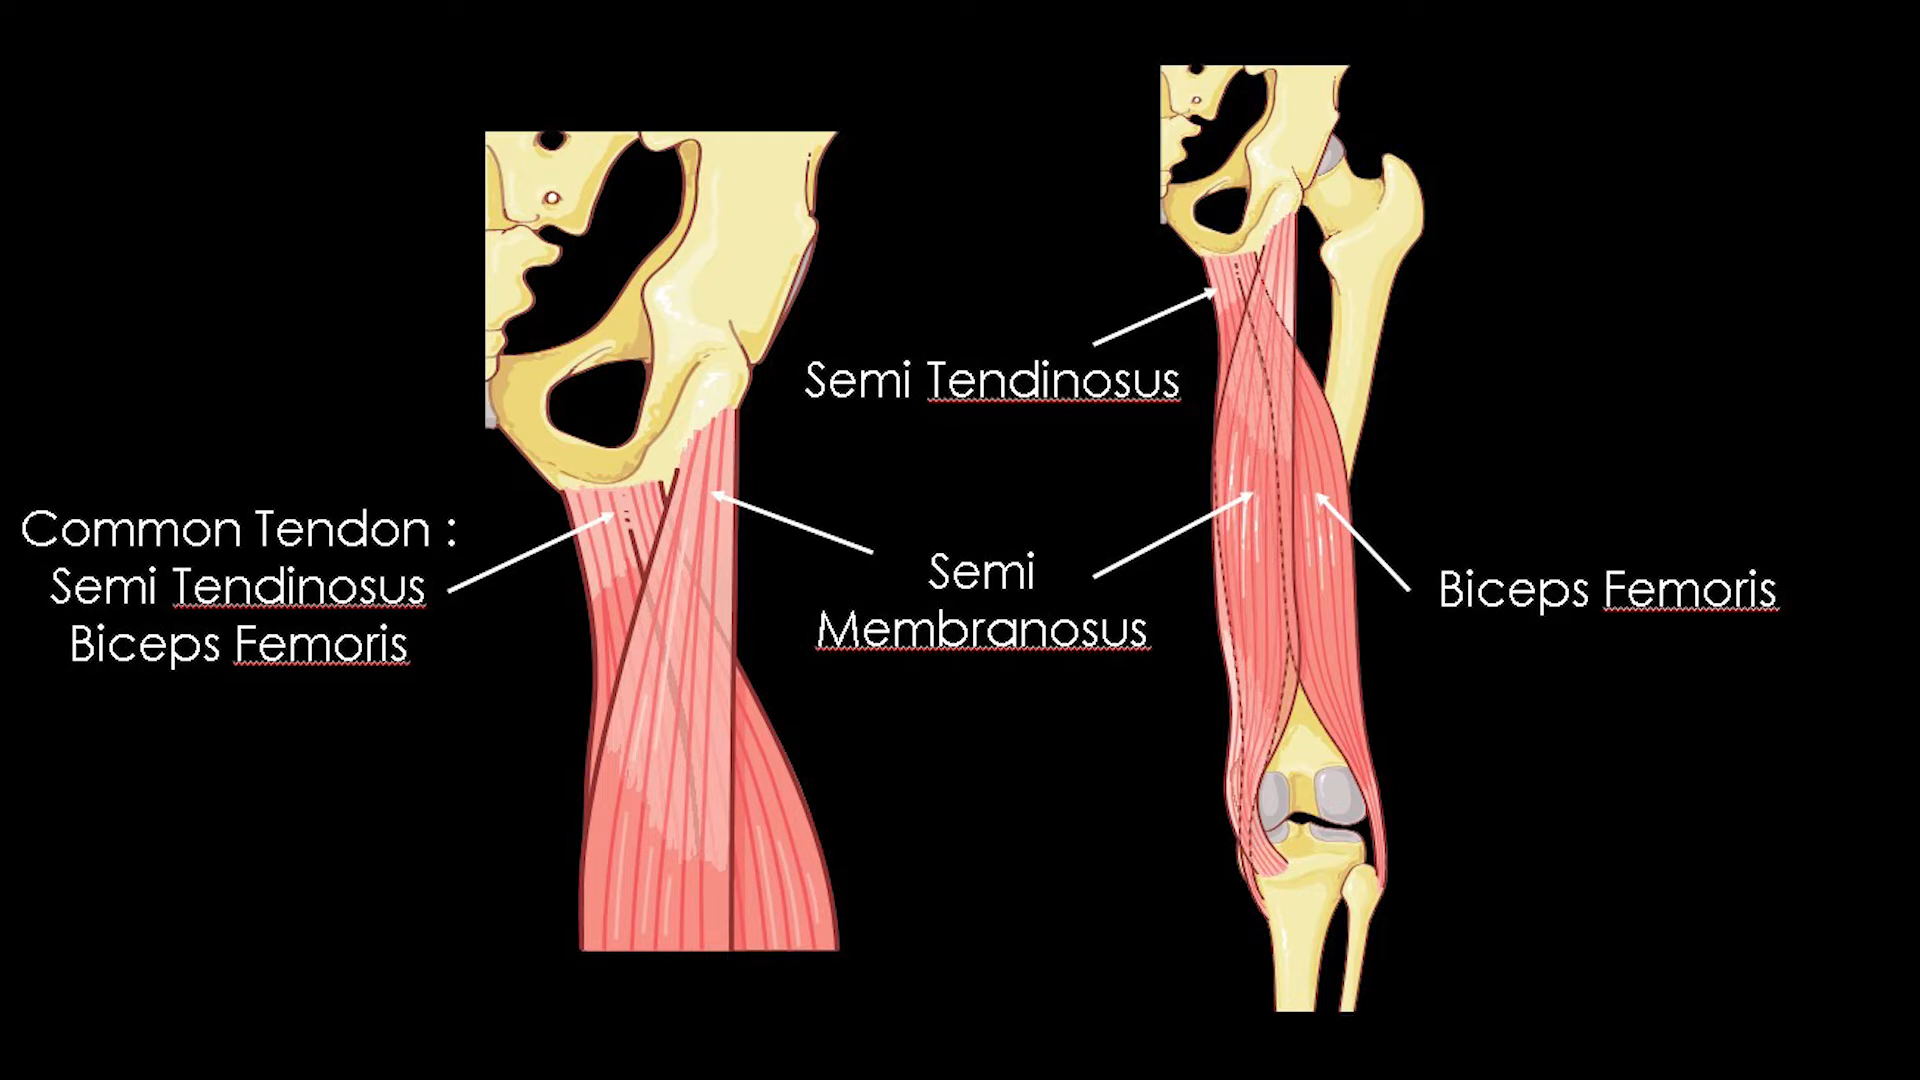 Common Tendon :
Semi Tendinosus
Biceps Femoris
Semi Tendinosus
Semi
Membranosus
Biceps Femoris